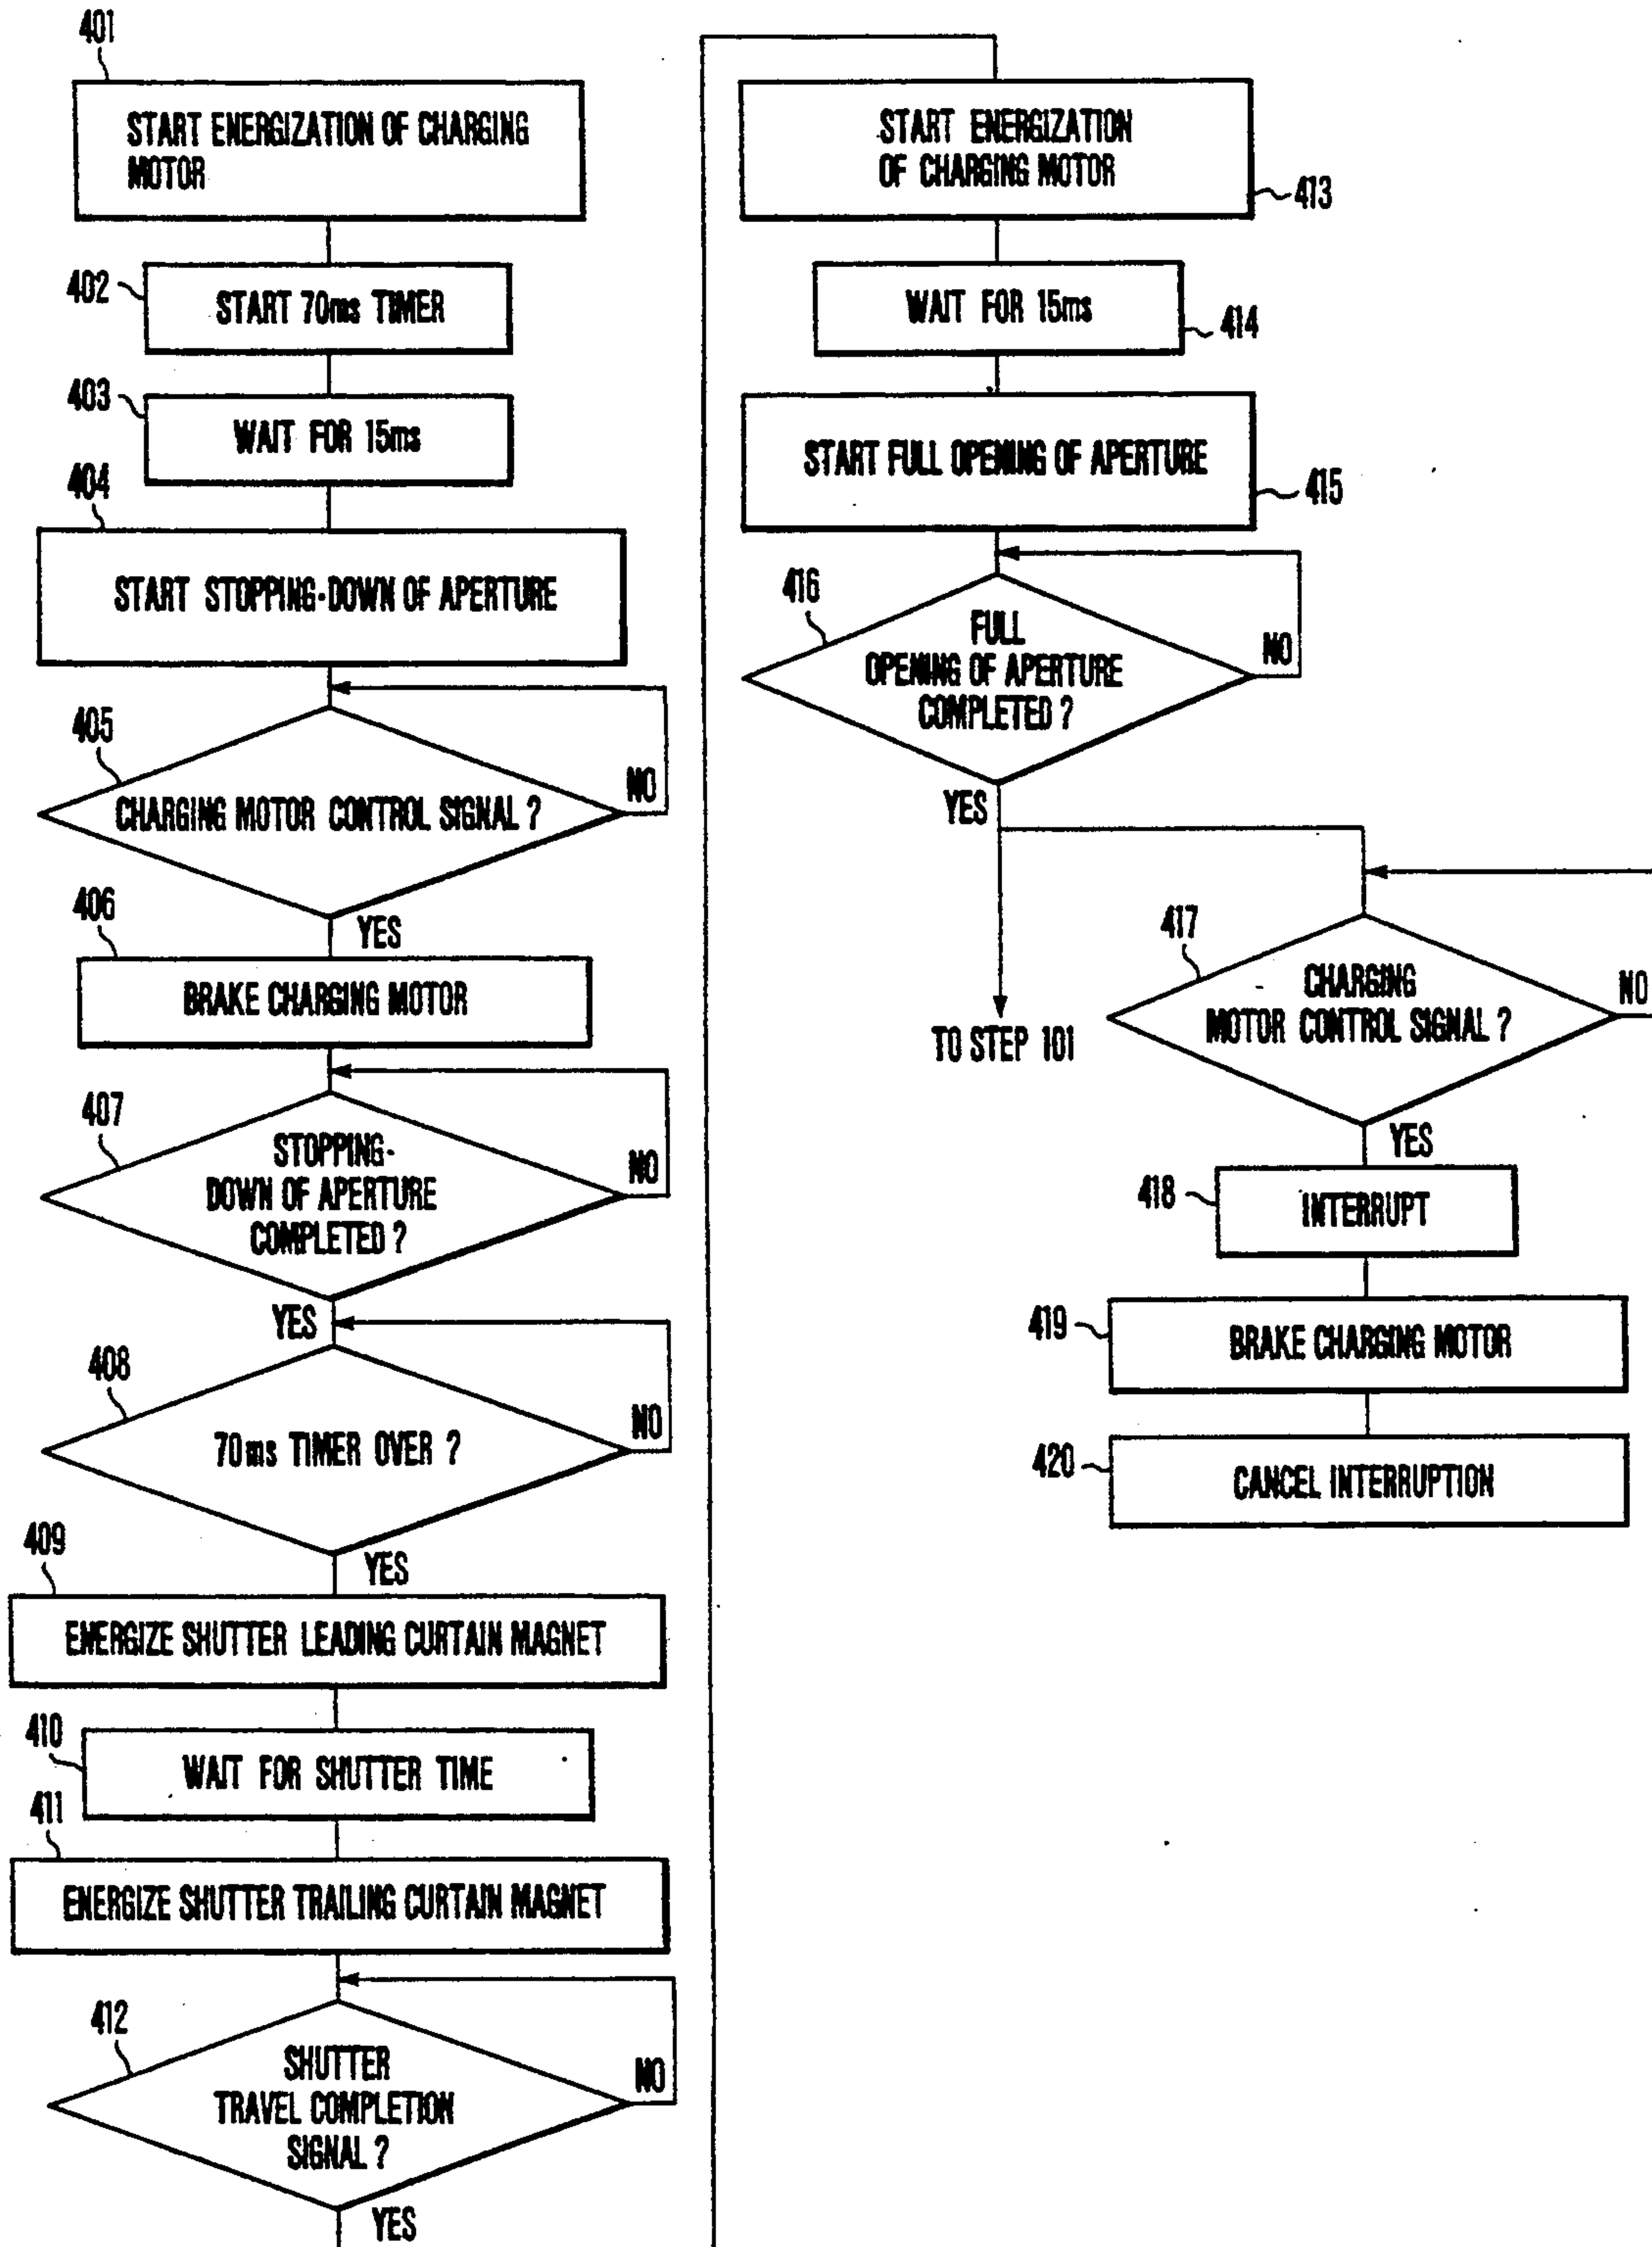 401
START ENERGIZATION OF CHARGING
MOTOR
402
START 70ms TIMER
403
WAIT FOR 15ms
404
START STOPPING-DOWN OF APERTURE
405
CHARGING MOTOR CONTROL SIGNAL ?
NO
YES
406
BRAKE CHARGING MOTOR
407
STOPPING-
DOWN OF APERTURE
COMPLETED ?
NO
YES
408
70ms TIMER OVER ?
NO
YES
409
ENERGIZE SHUTTER LEADING CURTAIN MAGNET
410
WAIT FOR SHUTTER TIME
411
ENERGIZE SHUTTER TRAILING CURTAIN MAGNET
412
SHUTTER
TRAVEL COMPLETION
SIGNAL ?
NO
YES
START ENERGIZATION
OF CHARGING MOTOR
413
WAIT FOR 15ms
414
START FULL OPENING OF APERTURE
415
416
FULL
OPENING OF APERTURE
COMPLETED ?
NO
YES
TO STEP 101
417
CHARGING
MOTOR CONTROL SIGNAL ?
NO
YES
418
INTERRUPT
419
BRAKE CHARGING MOTOR
420
CANCEL INTERRUPTION